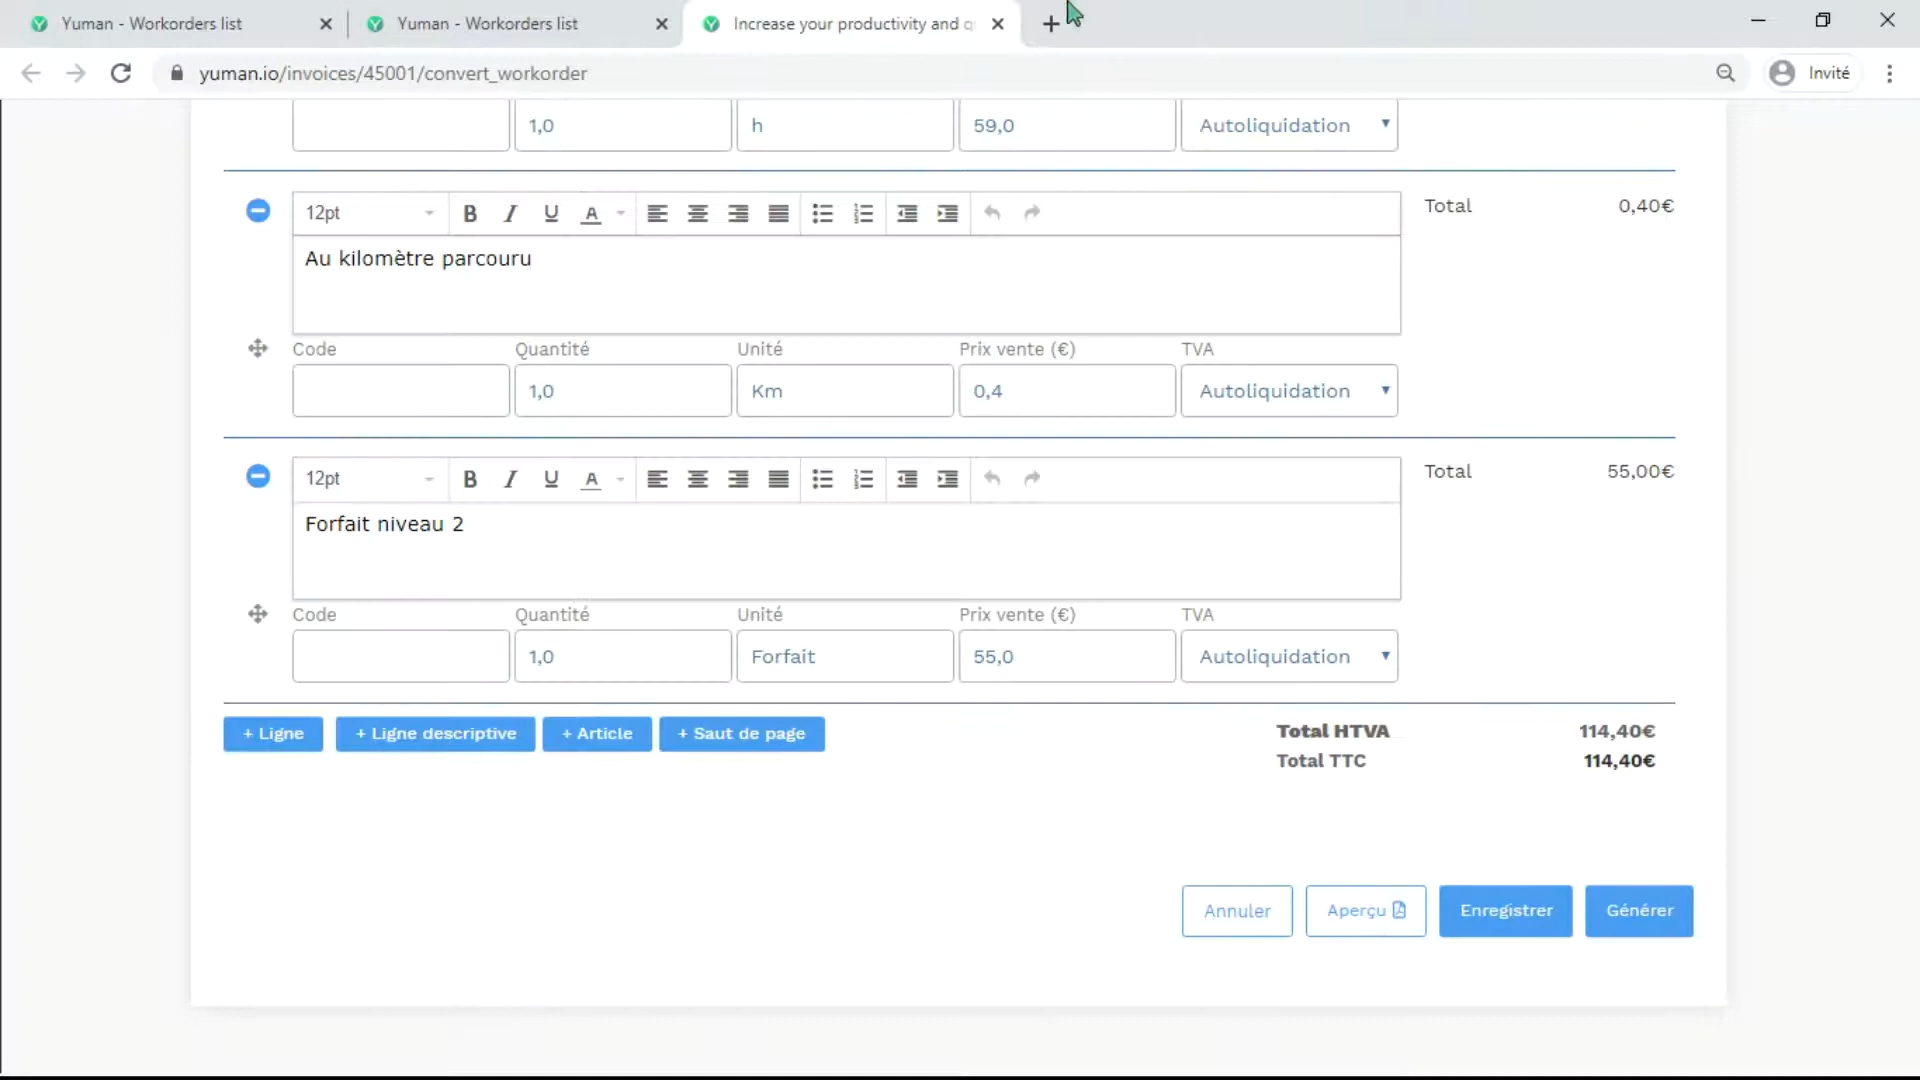 Yuman - Workorders list
Yuman - Workorders list
Increase your productivity and q
yuman.io/invoices/45001/convert_workorder
Invité
1,0
h
59,0
Autoliquidation
12pt
B I U A
Total 0,40€
Au kilomètre parcouru
Code Quantité Unité Prix vente (€) TVA
1,0 Km 0,4 Autoliquidation
12pt
B I U A
Total 55,00€
Forfait niveau 2
Code Quantité Unité Prix vente (€) TVA
1,0 Forfait 55,0 Autoliquidation
+ Ligne + Ligne descriptive + Article + Saut de page
Total HTVA 114,40€
Total TTC 114,40€
Annuler Aperçu Enregistrer Générer